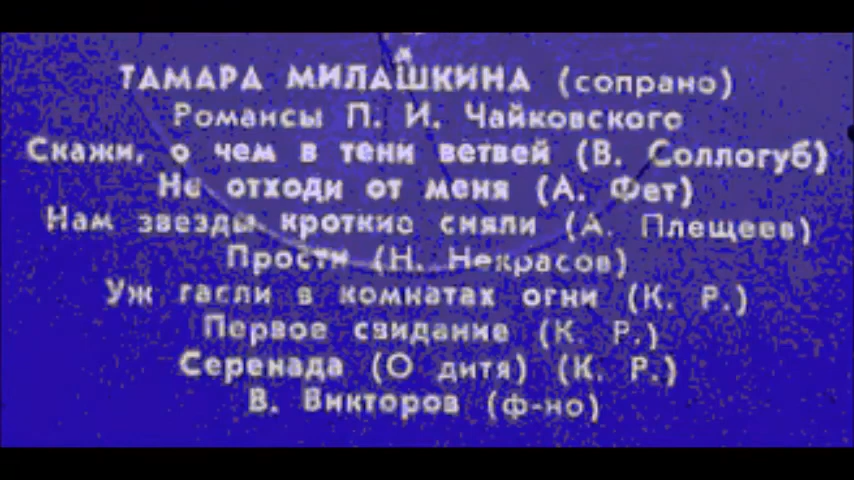 ТАМАРА МИЛАШКИНА (сопрано)
Романсы П. И. Чайковского
Скажи, о чем в тени ветвей (В. Соллогуб)
Не отходи от меня (А. Фет)
Нам звезды кроткие сияли (А. Плещеев)
Прости (Н. Некрасов)
Уж гасли в комнатах огни (К. Р.)
Первое свидание (К. Р.)
Серенада (О дитя) (К. Р.)
В. Викторов (ф-но)